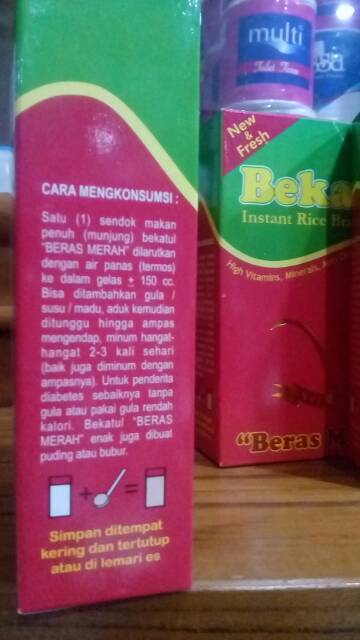 CARA MENGKONSUMSI :
Satu (1) sendok makan
penuh (munjung) bekatul
"BERAS MERAH" dilarutkan
dengan air panas (termos)
ke dalam gelas ± 150 cc.
Bisa ditambahkan gula /
susu / madu, aduk kemudian
ditunggu hingga ampas
mengendap, minum hangat-
hangat 2-3 kali sehari
(baik juga diminum dengan
ampasnya). Untuk penderita
diabetes sebaiknya tanpa
gula atau pakai gula rendah
kalori. Bekatul "BERAS
MERAH" enak juga dibuat
puding atau bubur.
+ =
Simpan ditempat
kering dan tertutup
atau di lemari es
multi
New
&
Fresh
Beka
Instant Rice
High Vitamins, Minerals,
"Beras M